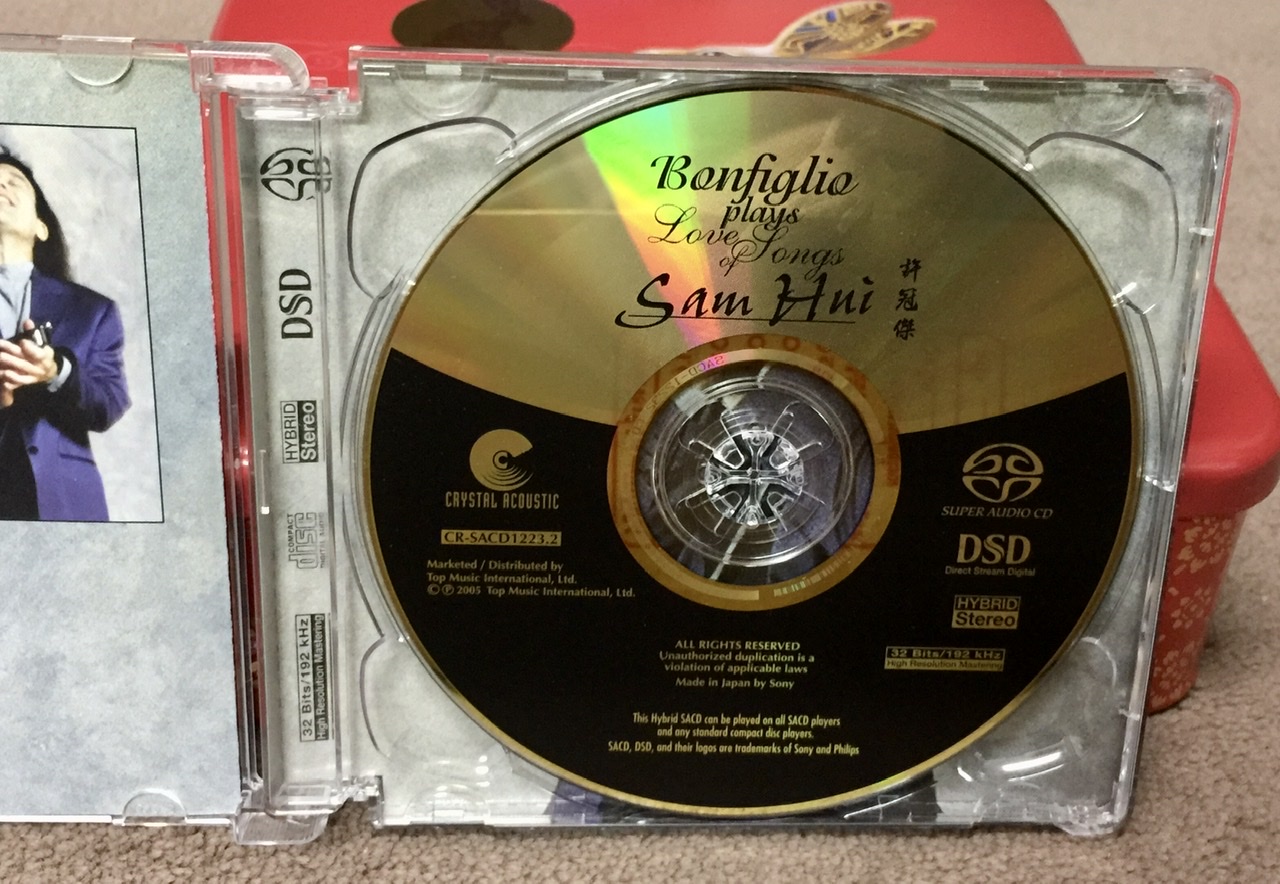 DSD
HYBRID
Stereo
COMPACT
disc
32 Bits/192 kHz
High Resolution Mastering
Bonfiglio
plays
Love Songs
of
Sam Hui
許冠傑
CRYSTAL ACOUSTIC
CR-SACD1223.2
Marketed / Distributed by
Top Music International, Ltd.
©℗ 2005 Top Music International, Ltd.
SUPER AUDIO CD
DSD
Direct Stream Digital
HYBRID
Stereo
32 Bits/192 kHz
High Resolution Mastering
ALL RIGHTS RESERVED
Unauthorized duplication is a
violation of applicable laws
Made in Japan by Sony
This Hybrid SACD can be played on all SACD players
and any standard compact disc players.
SACD, DSD, and their logos are trademarks of Sony and Philips